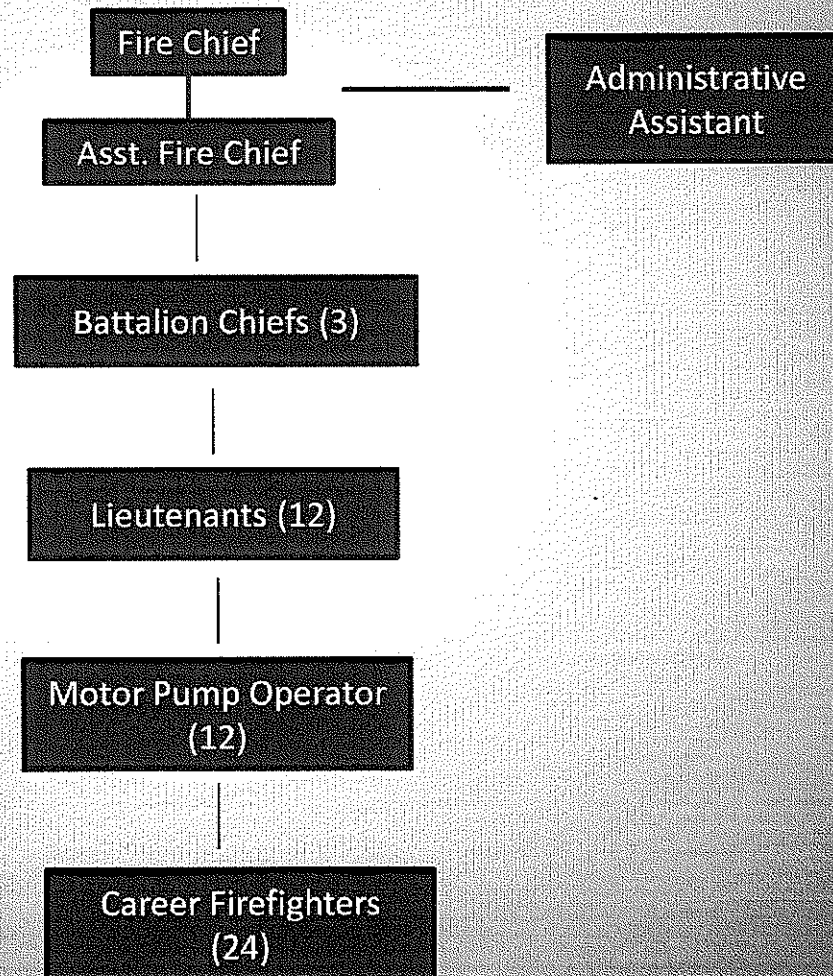 Fire Chief
Administrative
Assistant
Asst. Fire Chief
Battalion Chiefs (3)
Lieutenants (12)
Motor Pump Operator
(12)
Career Firefighters
(24)